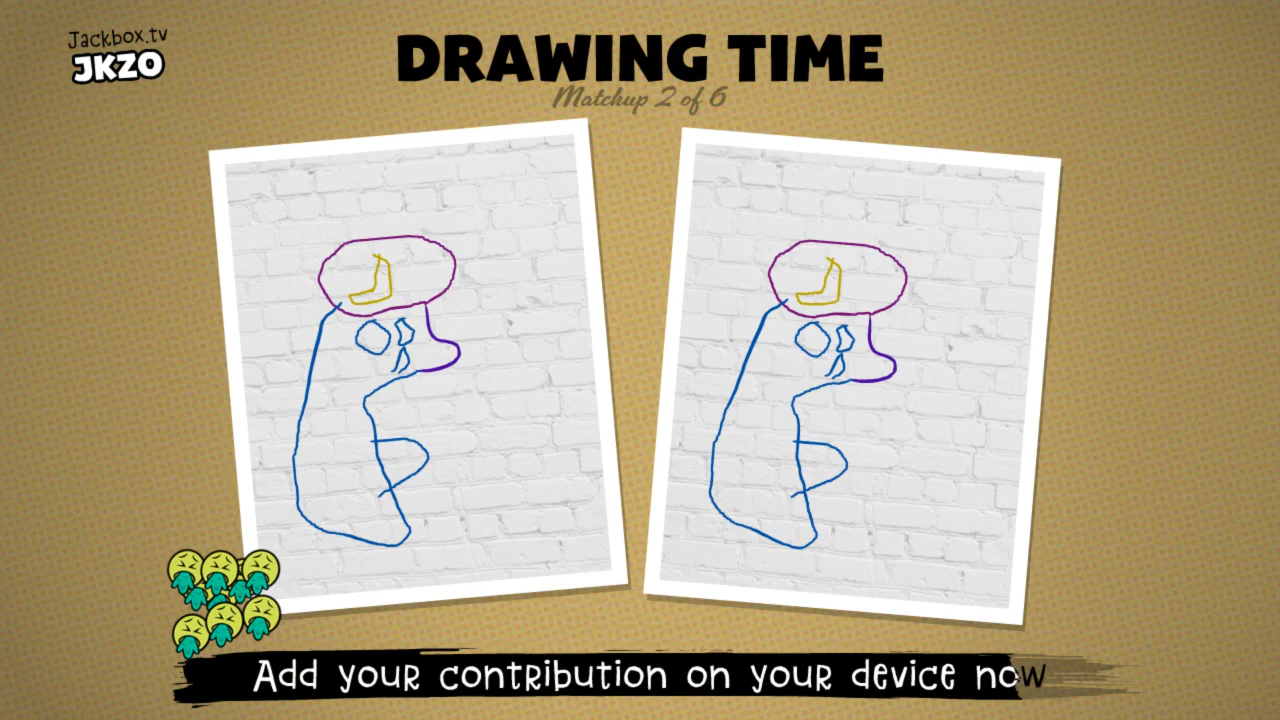 Jackbox.tv
JKZO
DRAWING TIME
Matchup 2 of 6
Add your contribution on your device now